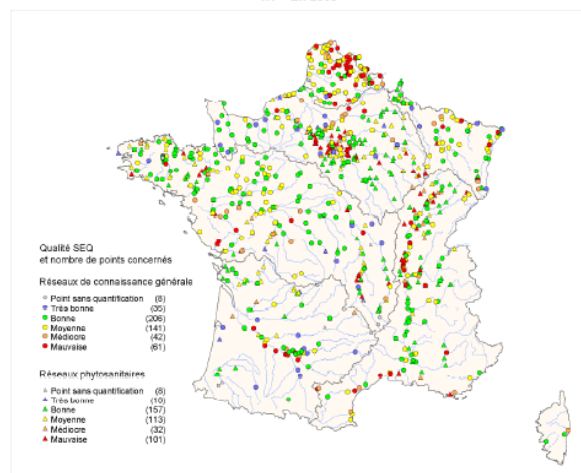 Qualité SEQ
et nombre de points concernés
Réseaux de connaissance générale
Point sans quantification (8)
Très bonne (35)
Bonne (206)
Moyenne (141)
Médiocre (42)
Mauvaise (61)
Réseaux phytosanitaires
Point sans quantification (8)
Très bonne (10)
Bonne (157)
Moyenne (113)
Médiocre (32)
Mauvaise (101)